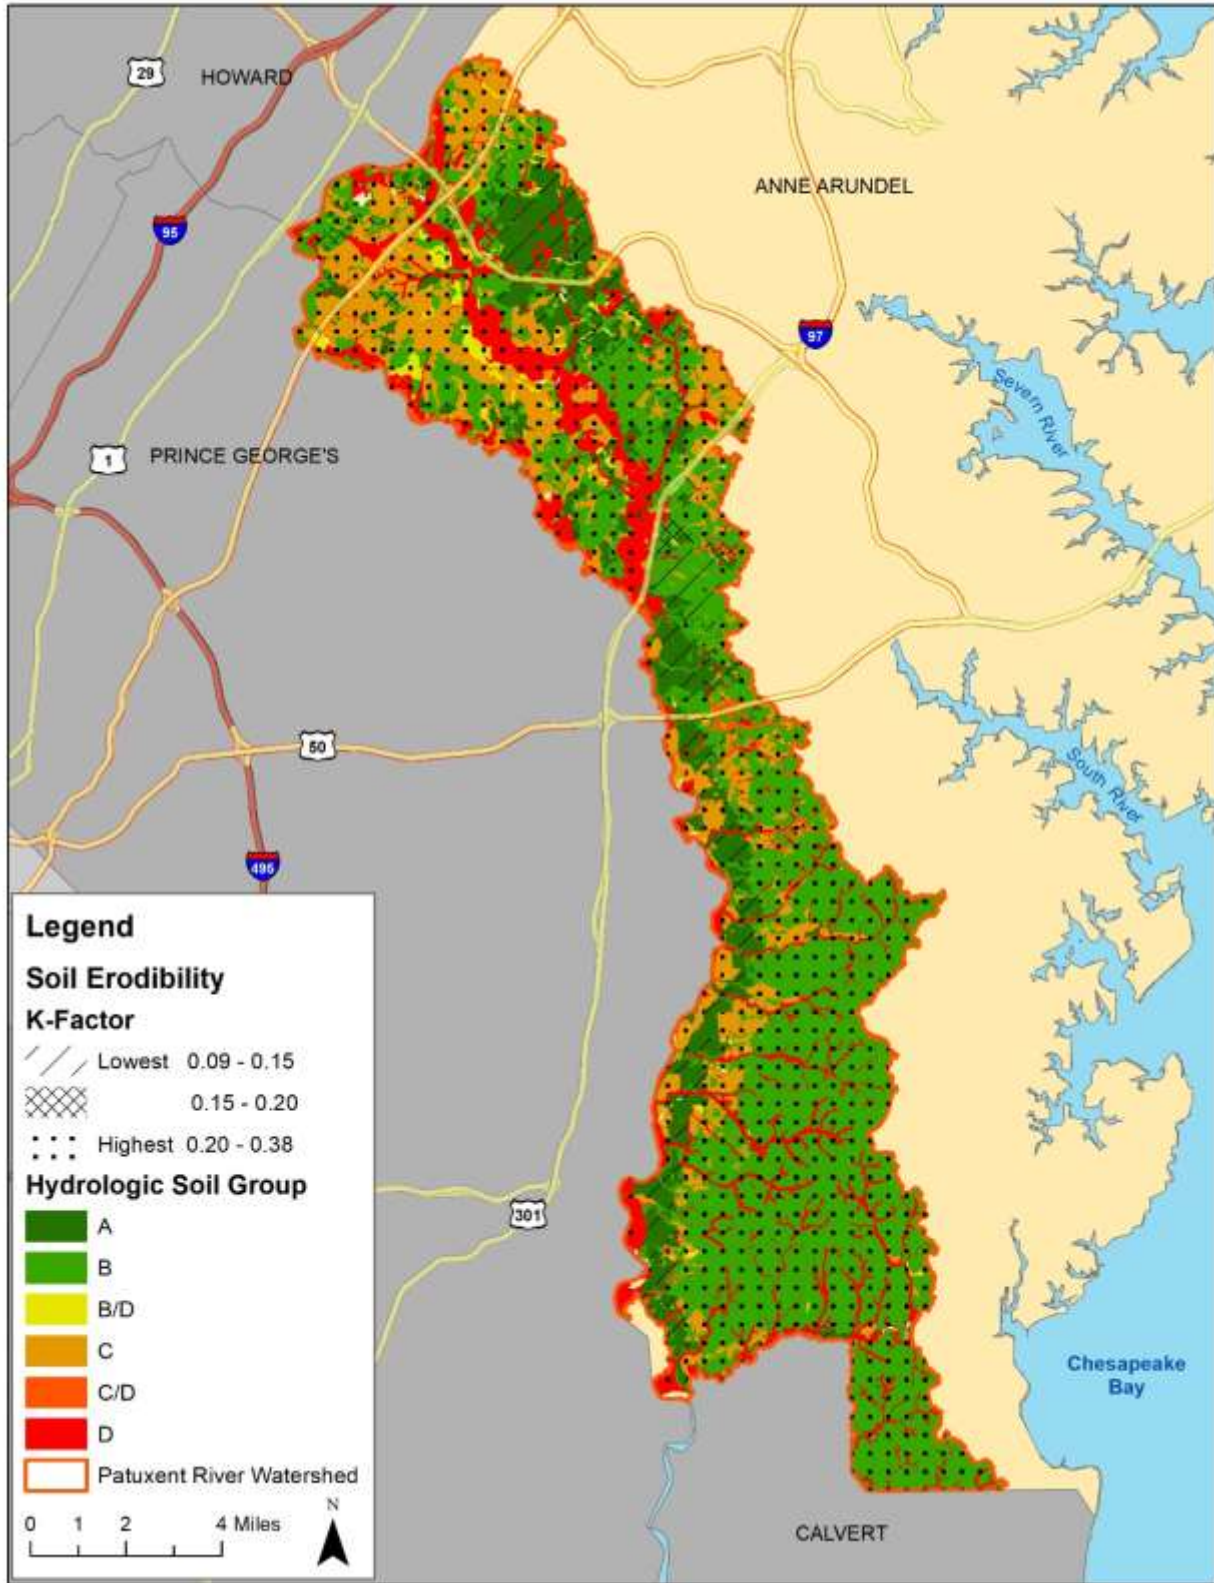 29
HOWARD
ANNE ARUNDEL
95
97
Severn River
1
PRINCE GEORGE'S
50
South River
495
Legend
Soil Erodibility
K-Factor
Lowest 0.09 - 0.15
0.15 - 0.20
Highest 0.20 - 0.38
Hydrologic Soil Group
A
B
B/D
C
C/D
D
Patuxent River Watershed
N
0 1 2 4 Miles
301
Chesapeake
Bay
CALVERT